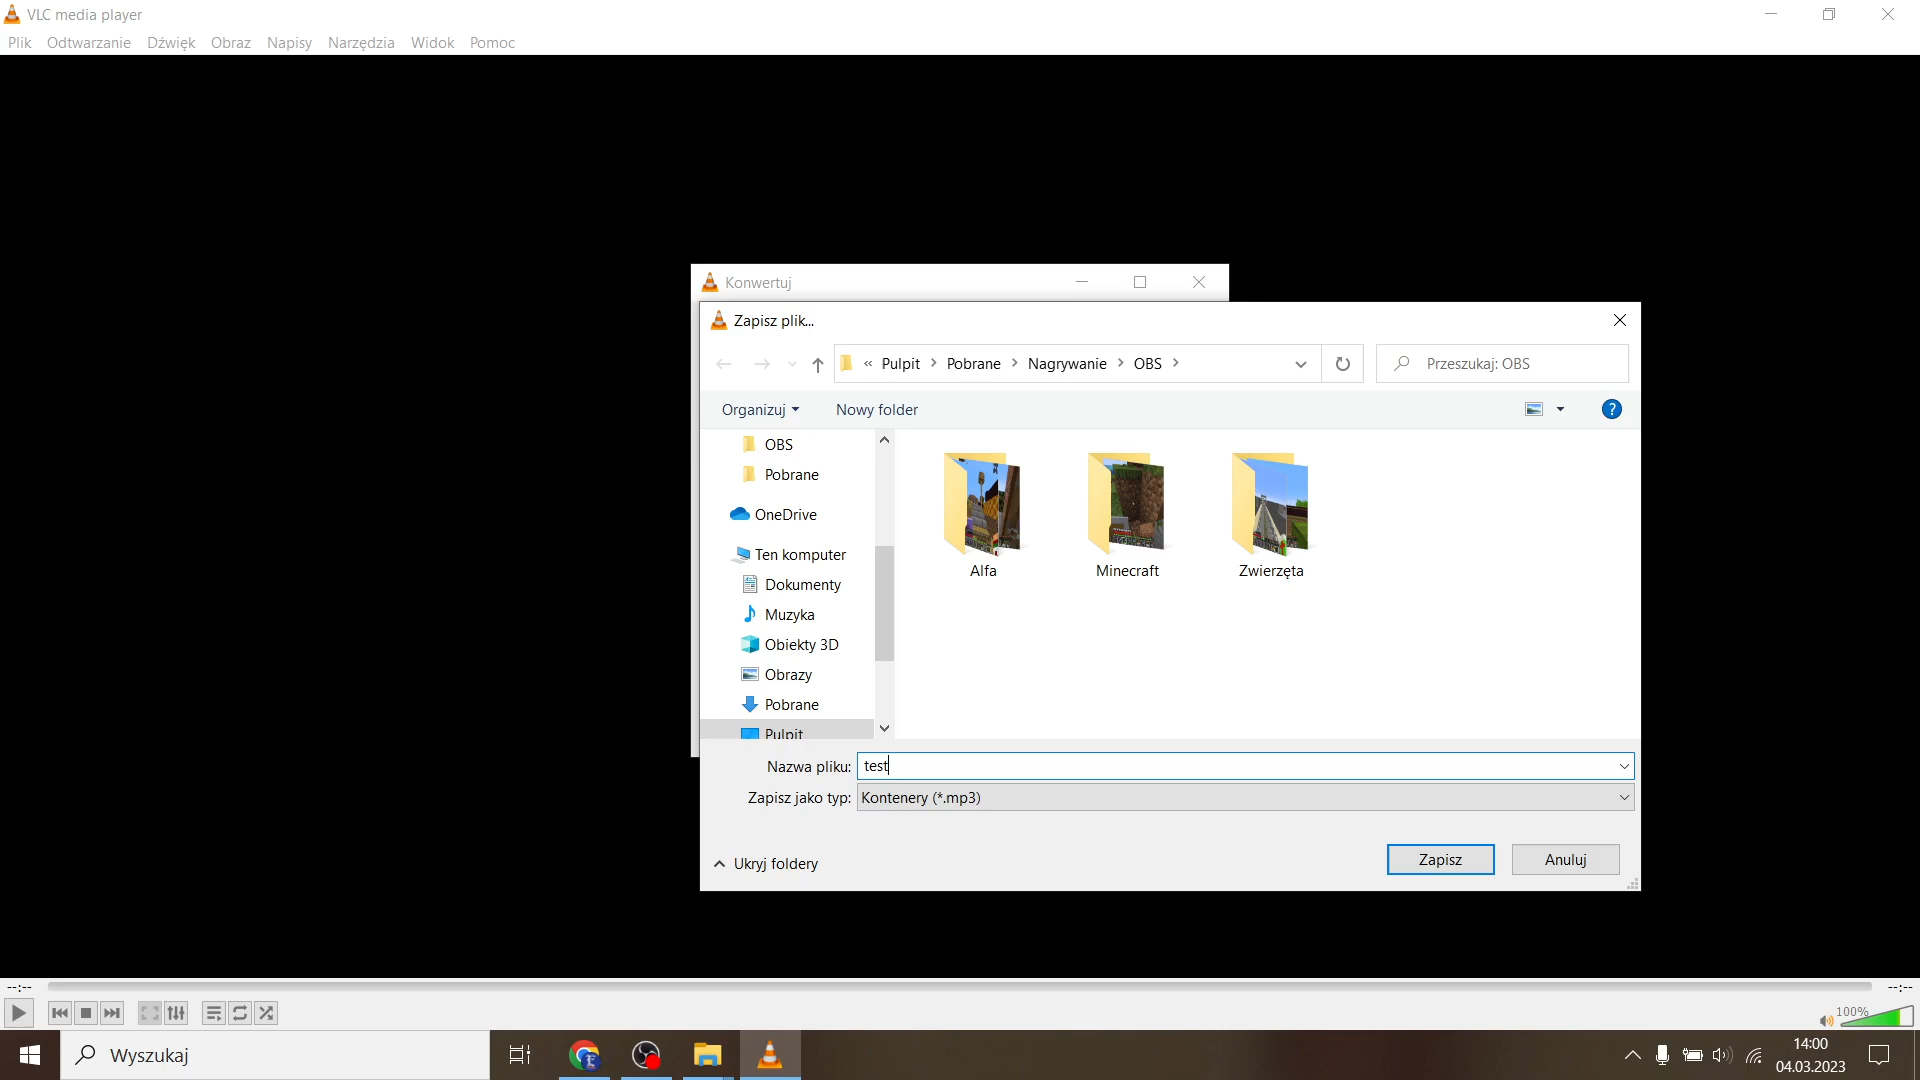 VLC media player
Plik Odtwarzanie Dźwięk Obraz Napisy Narzędzia Widok Pomoc
Konwertuj
Zapisz plik...
« Pulpit > Pobrane > Nagrywanie > OBS >
Przeszukaj: OBS
Organizuj
Nowy folder
?
OBS
Pobrane
OneDrive
Ten komputer
Dokumenty
Muzyka
Obiekty 3D
Obrazy
Pobrane
Pulpit
Alfa
Minecraft
Zwierzęta
Nazwa pliku: test
Zapisz jako typ: Kontenery (*.mp3)
Ukryj foldery
Zapisz
Anuluj
--:--
--:--
100%
Wyszukaj
14:00
04.03.2023